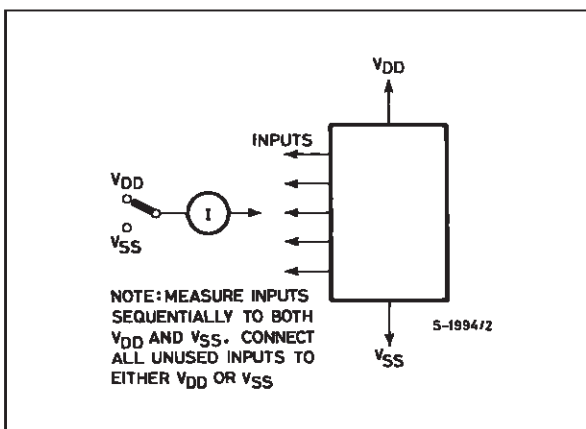 VDD
INPUTS
VDD
I
VSS
NOTE: MEASURE INPUTS
SEQUENTIALLY TO BOTH
VDD AND VSS. CONNECT
ALL UNUSED INPUTS TO
EITHER VDD OR VSS
S-1994/2
VSS